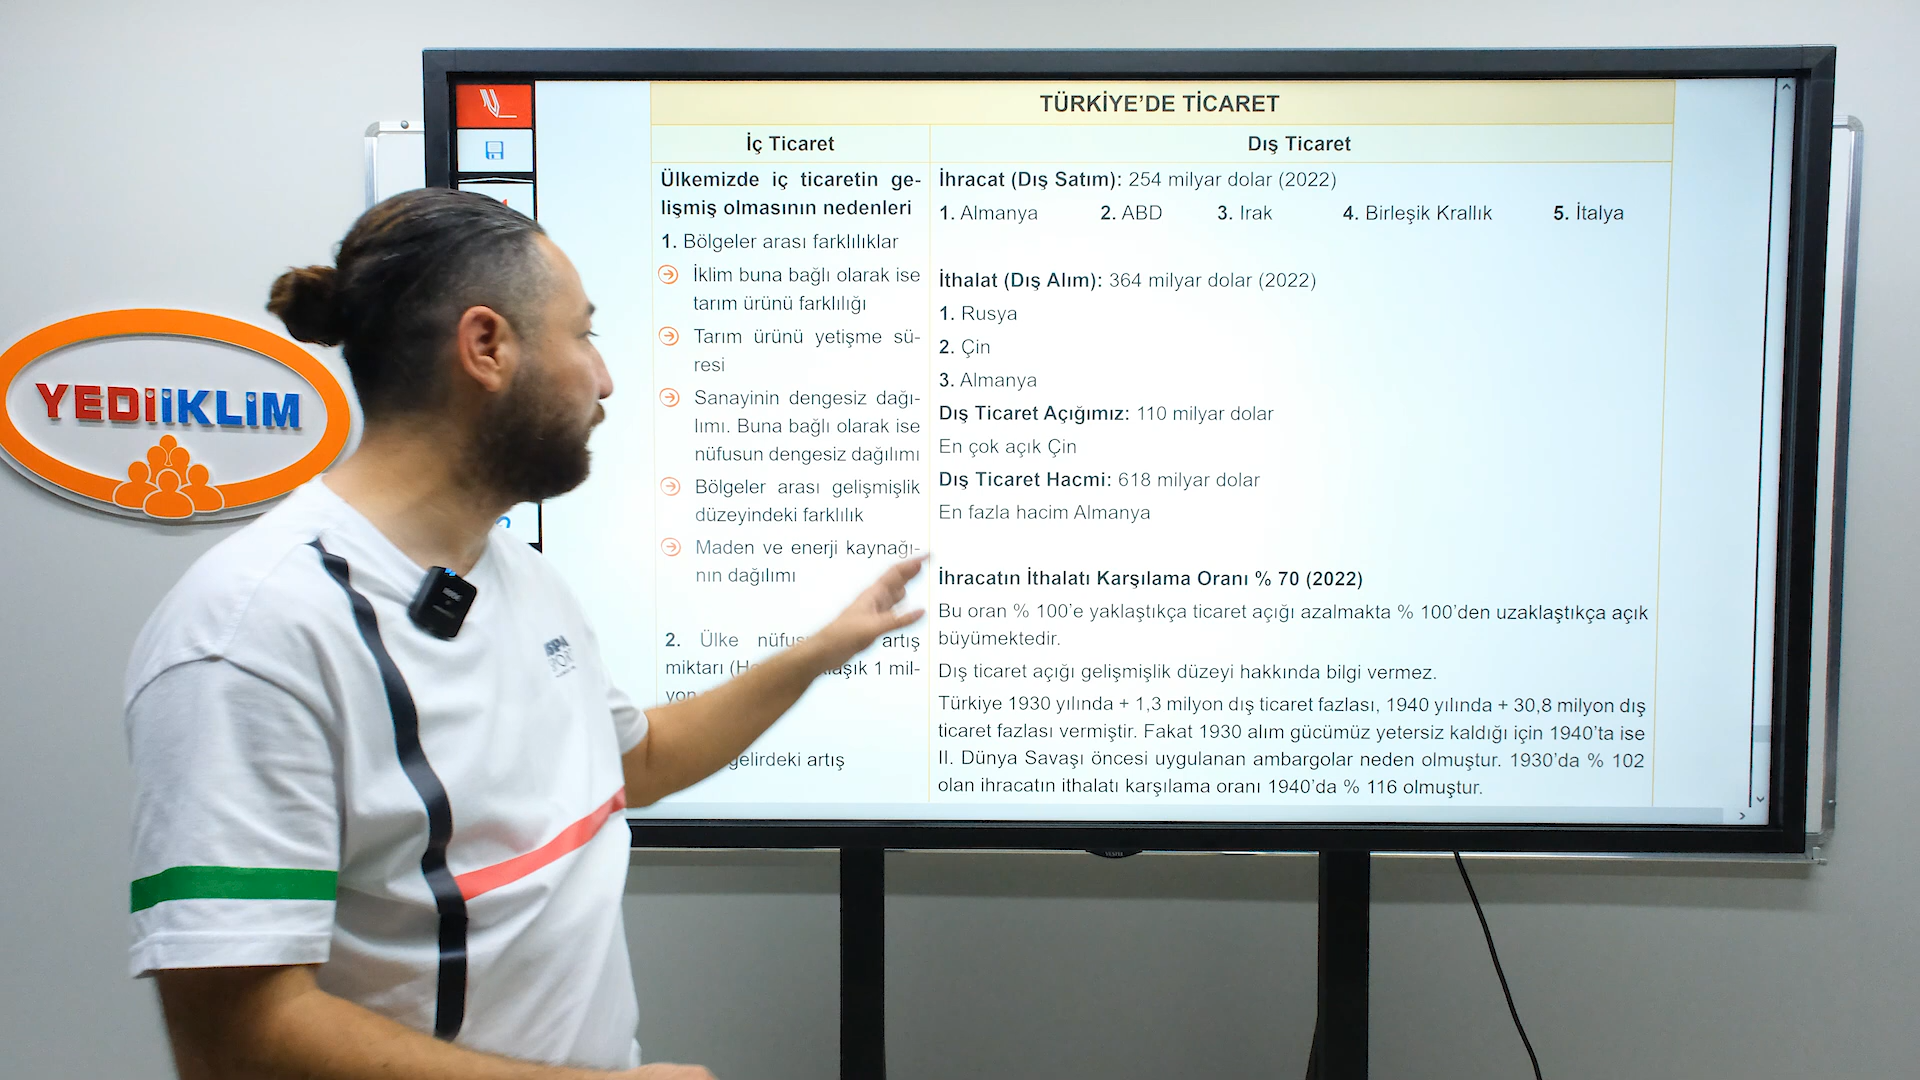 YEDİİKLİM
TÜRKİYE'DE TİCARET
İç Ticaret
Ülkemizde iç ticaretin ge-
lişmiş olmasının nedenleri
1. Bölgeler arası farklılıklar
İklim buna bağlı olarak ise
tarım ürünü farklılığı
Tarım ürünü yetişme sü-
resi
Sanayinin dengesiz dağı-
lımı. Buna bağlı olarak ise
nüfusun dengesiz dağılımı
Bölgeler arası gelişmişlik
düzeyindeki farklılık
Maden ve enerji kaynağı-
nın dağılımı
2. Ülke artış
miktarı 1 mil-
yon
gelirdeki artış
Dış Ticaret
İhracat (Dış Satım): 254 milyar dolar (2022)
1. Almanya 2. ABD 3. Irak 4. Birleşik Krallık 5. İtalya
İthalat (Dış Alım): 364 milyar dolar (2022)
1. Rusya
2. Çin
3. Almanya
Dış Ticaret Açığımız: 110 milyar dolar
En çok açık Çin
Dış Ticaret Hacmi: 618 milyar dolar
En fazla hacim Almanya
İhracatın İthalatı Karşılama Oranı % 70 (2022)
Bu oran % 100'e yaklaştıkça ticaret açığı azalmakta % 100'den uzaklaştıkça açık
büyümektedir.
Dış ticaret açığı gelişmişlik düzeyi hakkında bilgi vermez.
Türkiye 1930 yılında + 1,3 milyon dış ticaret fazlası, 1940 yılında + 30,8 milyon dış
ticaret fazlası vermiştir. Fakat 1930 alım gücümüz yetersiz kaldığı için 1940'ta ise
II. Dünya Savaşı öncesi uygulanan ambargolar neden olmuştur. 1930'da % 102
olan ihracatın ithalatı karşılama oranı 1940'da % 116 olmuştur.